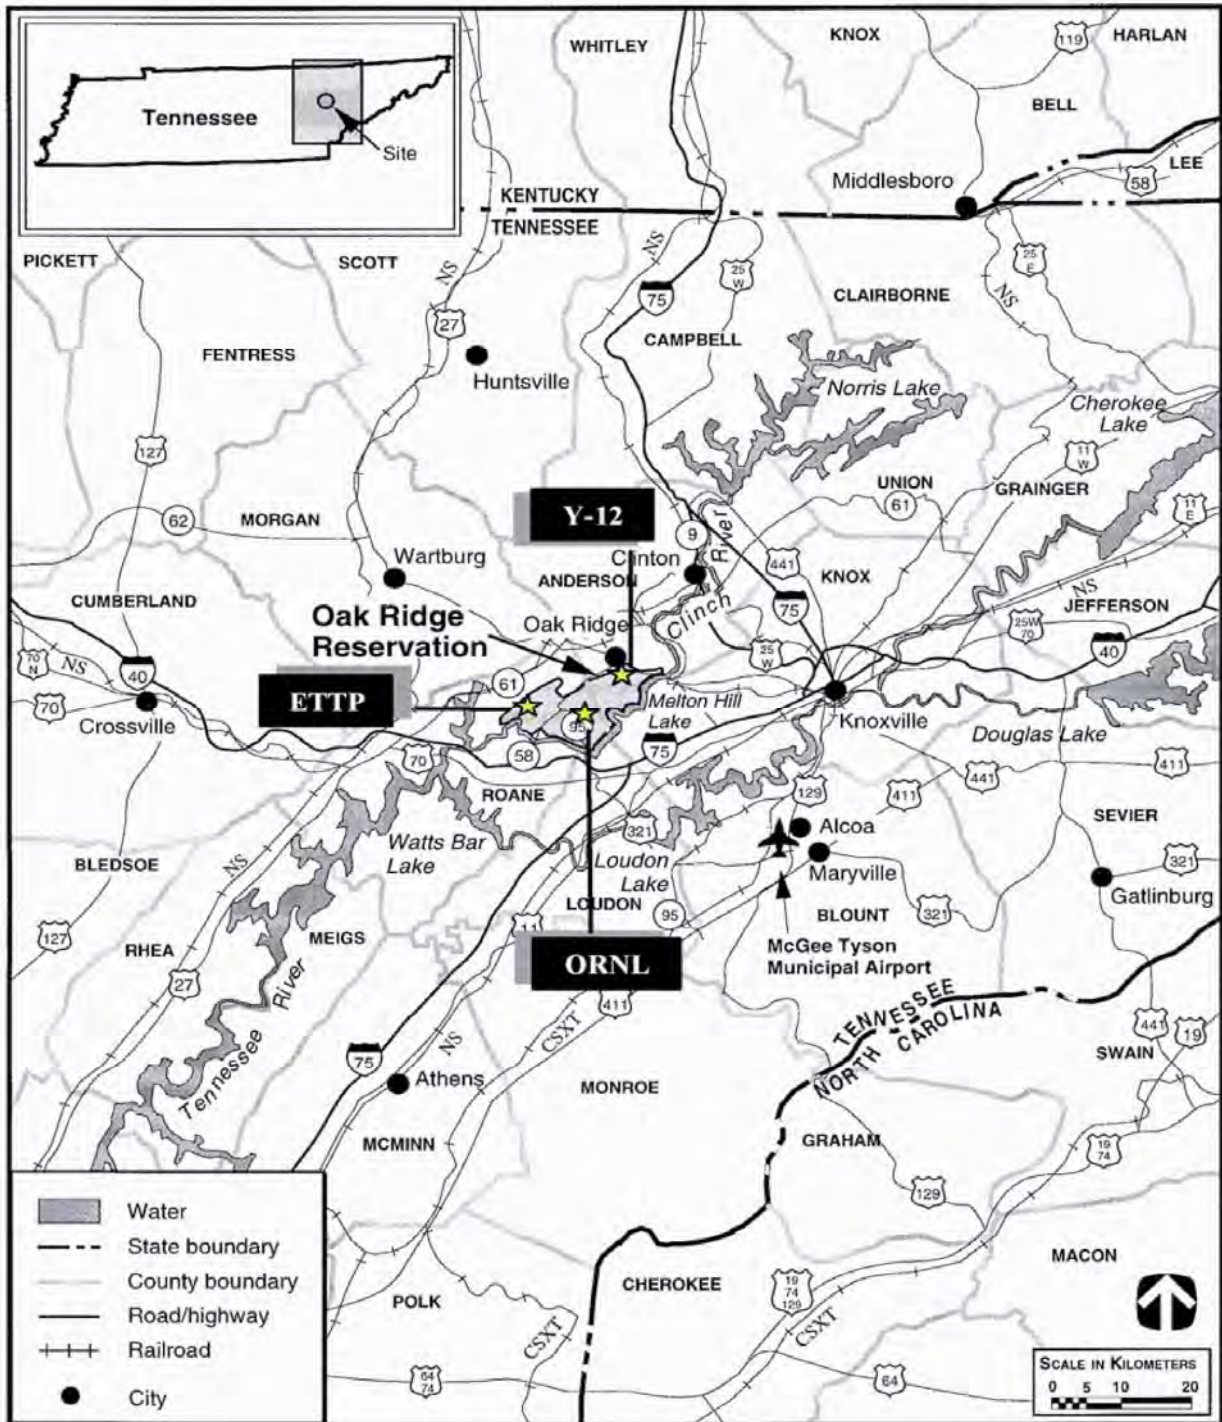 WHITLEY
KNOX
119
HARLAN
Tennessee
Site
BELL
LEE
58
Middlesboro
KENTUCKY
TENNESSEE
PICKETT
SCOTT
NS
NS
25
W
25
E
NS
75
27
CLAIRBORNE
CAMPBELL
FENTRESS
Huntsville
Norris Lake
Cherokee
Lake
127
11
W
UNION
61
GRAINGER
11
E
Y-12
62
MORGAN
9
River
Clinton
441
Wartburg
ANDERSON
KNOX
NS
CUMBERLAND
75
JEFFERSON
Oak Ridge
Reservation
Oak Ridge
Clinch
25W
70
70
N
NS
40
25
W
40
ETTP
61
Melton Hill
Lake
70
Crossville
95
Knoxville
Douglas Lake
58
75
70
441
411
ROANE
129
411
321
Alcoa
SEVIER
Watts Bar
Lake
NS
BLEDSOE
Loudon
Lake
Maryville
321
Gatlinburg
LOUDON
95
BLOUNT
321
127
MEIGS
11
RHEA
ORNL
McGee Tyson
Municipal Airport
27
TENNESSEE
NORTH CAROLINA
411
CSXT
441
19
Tennessee River
NS
75
SWAIN
Athens
MONROE
MCMINN
GRAHAM
19
74
129
Water
State boundary
County boundary
Road/highway
Railroad
City
MACON
CHEROKEE
19
74
129
POLK
CSXT
CSXT
64
74
64
SCALE IN KILOMETERS
0 5 10 20